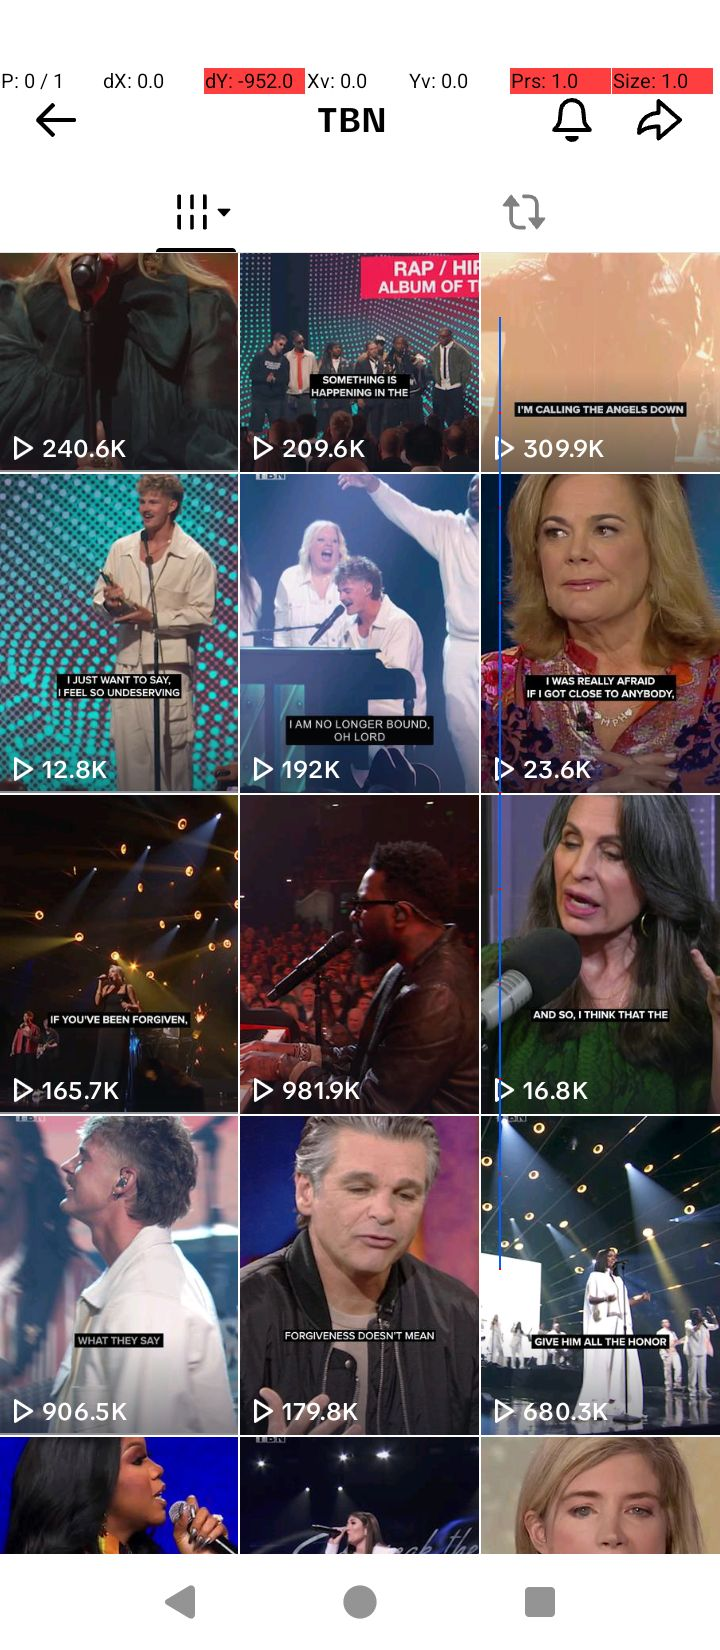 P: 0 / 1 dX: 0.0 dY: -952.0 Xv: 0.0 Yv: 0.0 Prs: 1.0 Size: 1.0
TBN
RAP / HIP
ALBUM OF T
SOMETHING IS
HAPPENING IN THE
I'M CALLING THE ANGELS DOWN
240.6K 209.6K 309.9K
I JUST WANT TO SAY,
I FEEL SO UNDESERVING
I AM NO LONGER BOUND,
OH LORD
I WAS REALLY AFRAID
IF I GOT CLOSE TO ANYBODY,
12.8K 192K 23.6K
IF YOU'VE BEEN FORGIVEN,
AND SO, I THINK THAT THE
165.7K 981.9K 16.8K
WHAT THEY SAY
FORGIVENESS DOESN'T MEAN
GIVE HIM ALL THE HONOR
906.5K 179.8K 680.3K